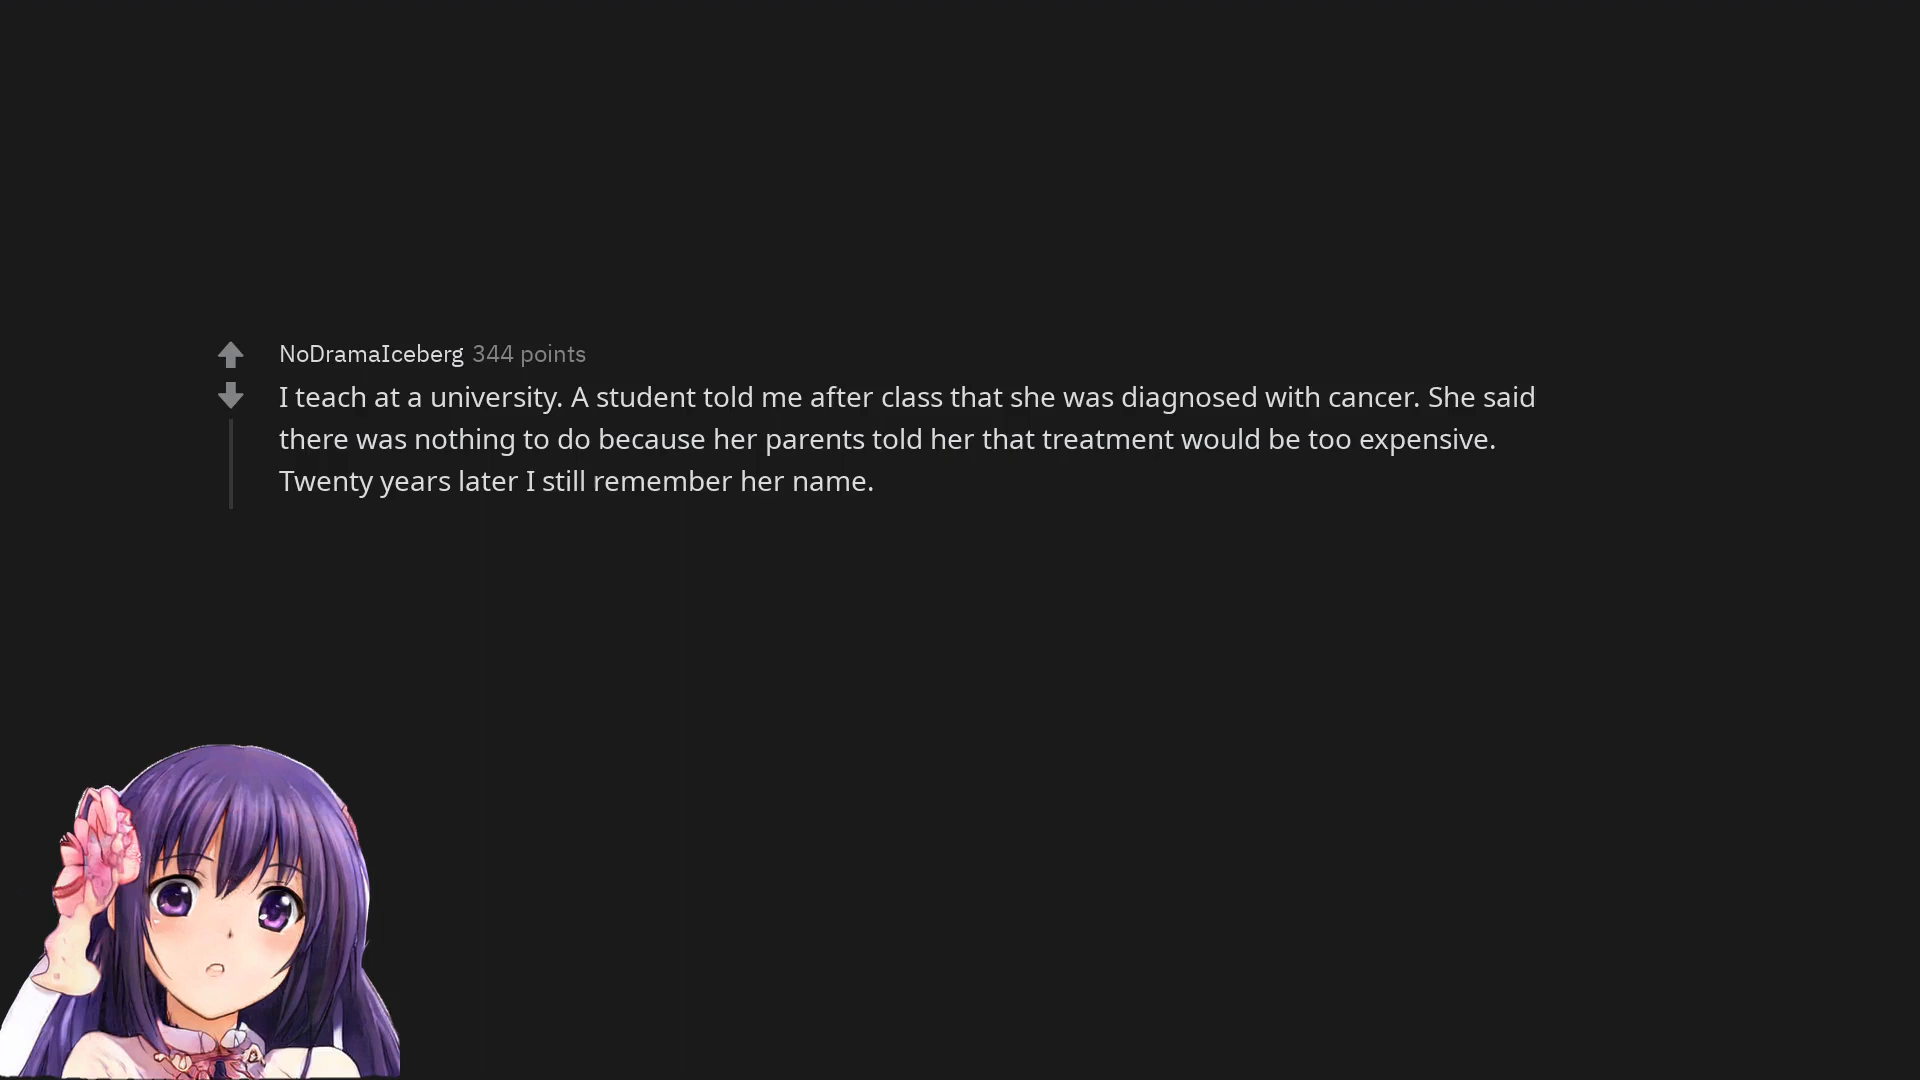 NoDramaIceberg 344 points
I teach at a university. A student told me after class that she was diagnosed with cancer. She said
there was nothing to do because her parents told her that treatment would be too expensive.
Twenty years later I still remember her name.